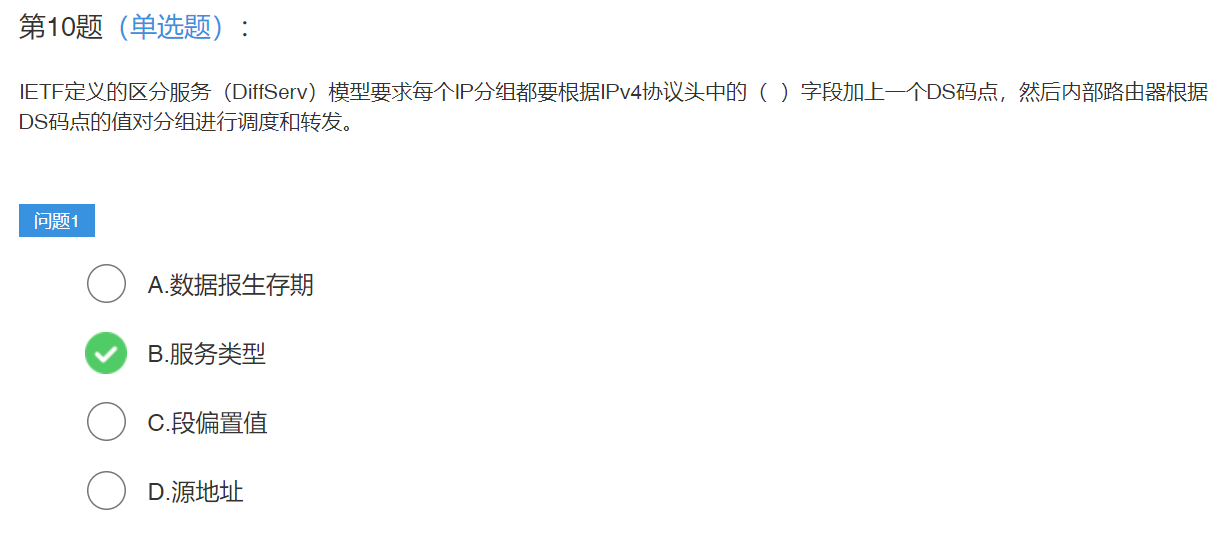 第10题（单选题）：
IETF定义的区分服务（DiffServ）模型要求每个IP分组都要根据IPv4协议头中的（ ）字段加上一个DS码点，然后内部路由器根据
DS码点的值对分组进行调度和转发。
问题1
A.数据报生存期
B.服务类型
C.段偏置值
D.源地址